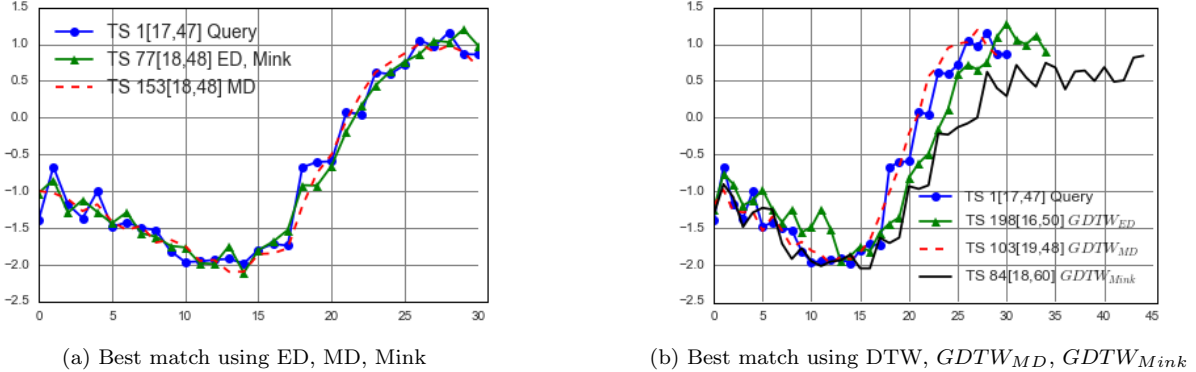 1.5
1.0
0.5
0.0
−0.5
−1.0
−1.5
−2.0
−2.5
0 5 10 15 20 25 30
TS 1[17,47] Query
TS 77[18,48] ED, Mink
TS 153[18,48] MD
(a) Best match using ED, MD, Mink
1.5
1.0
0.5
0.0
−0.5
−1.0
−1.5
−2.0
−2.5
0 5 10 15 20 25 30 35 40 45
TS 1[17,47] Query
TS 198[16,50] GDTW_ED
TS 103[19,48] GDTW_MD
TS 84[18,60] GDTW_Mink
(b) Best match using DTW, GDTW_MD, GDTW_Mink